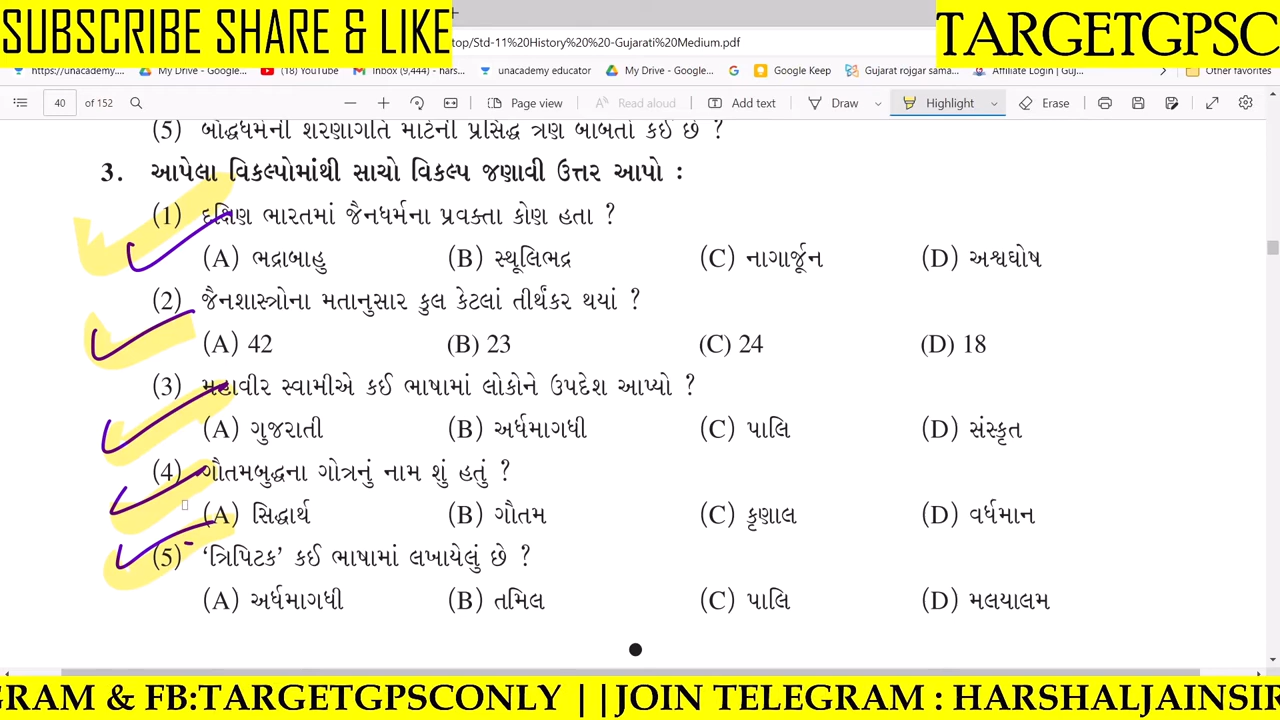 SUBSCRIBE SHARE & LIKE
TARGETGPSC
top/Std-11%20History%20%20-Gujarati%20Medium.pdf
https://unacademy... My Drive - Google... (18) YouTube Inbox (9,444) - hars... unacademy educator My Drive - Google... Google Keep Gujarat rojgar sama... Affiliate Login | Guj... Other favorites
40 of 152 Page view Read aloud Add text Draw Highlight Erase
(5) બૌદ્ધધર્મની શરણાગતિ માટેની પ્રસિદ્ધ ત્રણ બાબતો કઈ છે ?
3. આપેલા વિકલ્પોમાંથી સાચો વિકલ્પ જણાવી ઉત્તર આપો :
(1) દક્ષિણ ભારતમાં જૈનધર્મના પ્રવક્તા કોણ હતા ?
(A) ભદ્રાબાહુ (B) સ્થૂલિભદ્ર (C) નાગાર્જૂન (D) અશ્વઘોષ
(2) જૈનશાસ્ત્રોના મતાનુસાર કુલ કેટલાં તીર્થંકર થયાં ?
(A) 42 (B) 23 (C) 24 (D) 18
(3) મહાવીર સ્વામીએ કઈ ભાષામાં લોકોને ઉપદેશ આપ્યો ?
(A) ગુજરાતી (B) અર્ધમાગધી (C) પાલિ (D) સંસ્કૃત
(4) ગૌતમબુદ્ધના ગોત્રનું નામ શું હતું ?
(A) સિદ્ધાર્થ (B) ગૌતમ (C) કૃણાલ (D) વર્ધમાન
(5) ‘ત્રિપિટક’ કઈ ભાષામાં લખાયેલું છે ?
(A) અર્ધમાગધી (B) તમિલ (C) પાલિ (D) મલયાલમ
GRAM & FB:TARGETGPSCONLY ||JOIN TELEGRAM : HARSHALJAINSIR